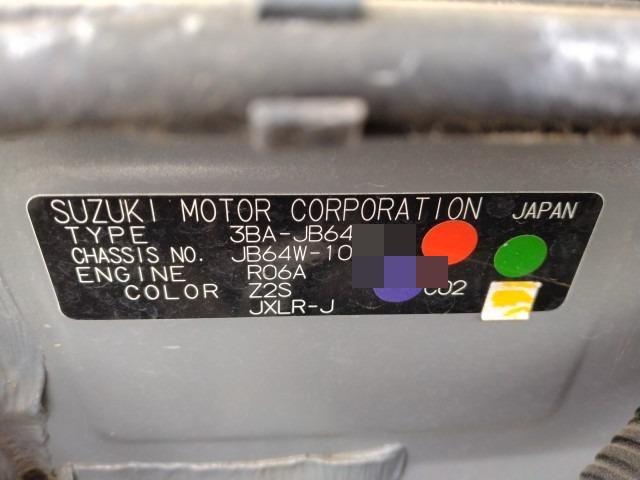 SUZUKI MOTOR CORPORATION JAPAN
TYPE 3BA-JB64
CHASSIS NO. JB64W-10
ENGINE R06A
COLOR Z2S C02
JXLR-J